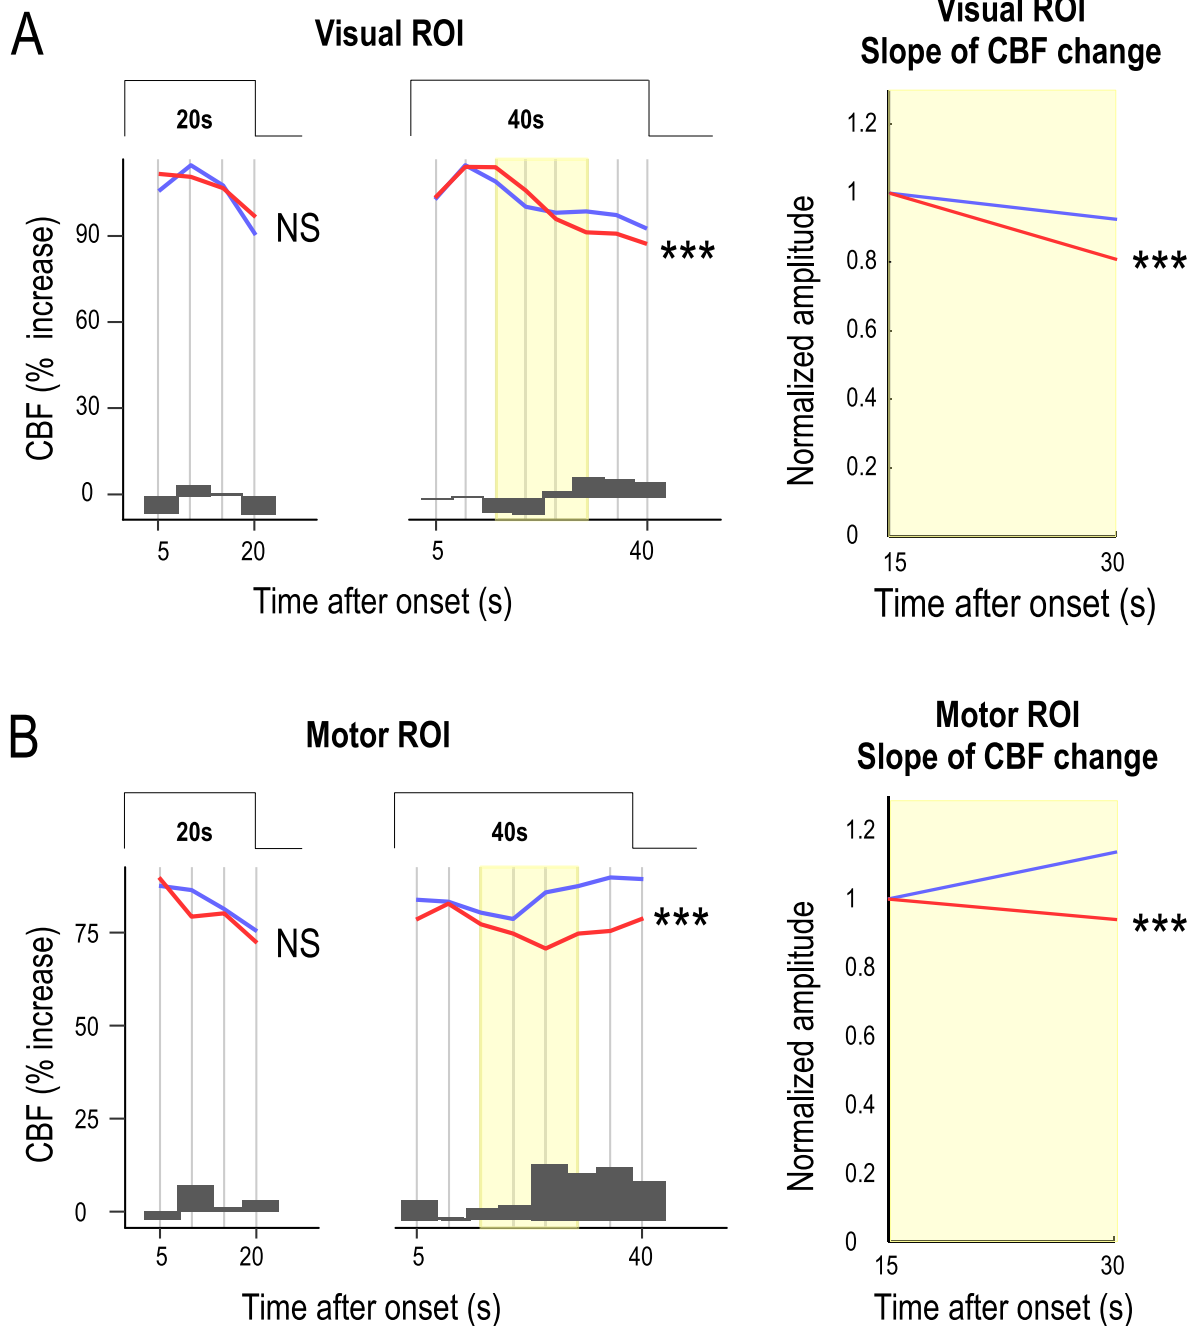 A
Visual ROI
Visual ROI
Slope of CBF change
20s
40s
CBF (% increase)
90
60
30
0
NS
***
5
20
5
40
Time after onset (s)
Normalized amplitude
1.2
1
0.8
0.6
0.4
0.2
0
***
15
30
Time after onset (s)
B
Motor ROI
Motor ROI
Slope of CBF change
20s
40s
CBF (% increase)
75
50
25
0
NS
***
5
20
5
40
Time after onset (s)
Normalized amplitude
1.2
1
0.8
0.6
0.4
0.2
0
***
15
30
Time after onset (s)